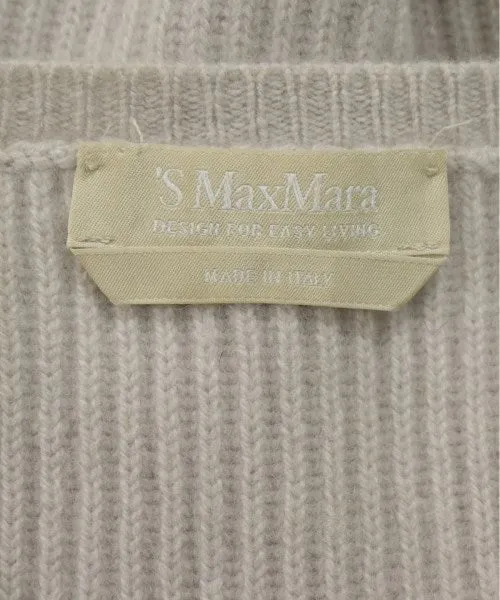 'S MaxMara
DESIGN FOR EASY LIVING
MADE IN ITALY